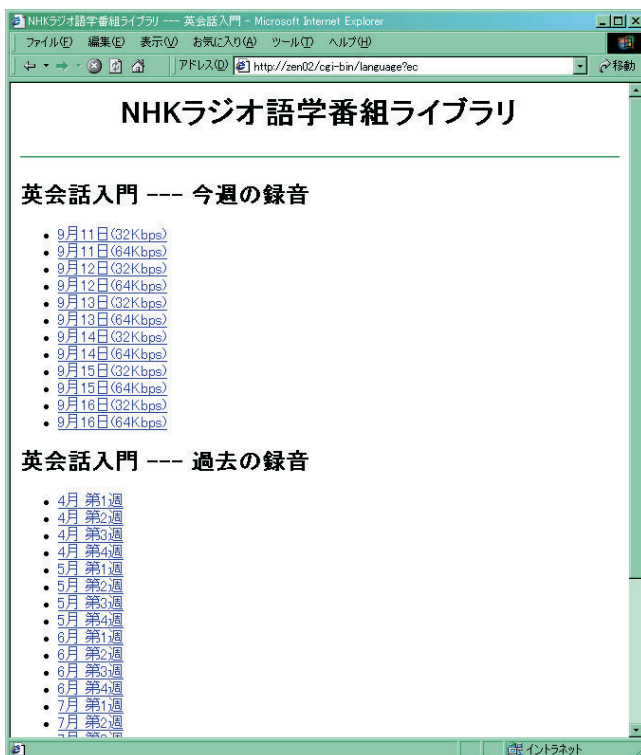 NHKラジオ語学番組ライブラリ --- 英会話入門 - Microsoft Internet Explorer
ファイル(F) 編集(E) 表示(V) お気に入り(A) ツール(T) ヘルプ(H)
アドレス(D) http://zen02/cgi-bin/language?ec 移動
NHKラジオ語学番組ライブラリ
英会話入門 --- 今週の録音
9月11日(32Kbps)
9月11日(64Kbps)
9月12日(32Kbps)
9月12日(64Kbps)
9月13日(32Kbps)
9月13日(64Kbps)
9月14日(32Kbps)
9月14日(64Kbps)
9月15日(32Kbps)
9月15日(64Kbps)
9月16日(32Kbps)
9月16日(64Kbps)
英会話入門 --- 過去の録音
4月 第1週
4月 第2週
4月 第3週
4月 第4週
5月 第1週
5月 第2週
5月 第3週
5月 第4週
6月 第1週
6月 第2週
6月 第3週
6月 第4週
7月 第1週
7月 第2週
イントラネット